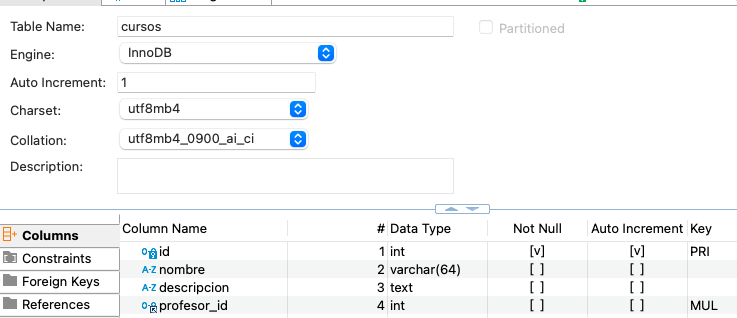 Table Name: cursos Partitioned
Engine: InnoDB
Auto Increment: 1
Charset: utf8mb4
Collation: utf8mb4_0900_ai_ci
Description:
Columns
Constraints
Foreign Keys
References
Column Name # Data Type Not Null Auto Increment Key
id 1 int [v] [v] PRI
A-Z nombre 2 varchar(64) [ ] [ ]
A-Z descripcion 3 text [ ] [ ]
profesor_id 4 int [ ] [ ] MUL